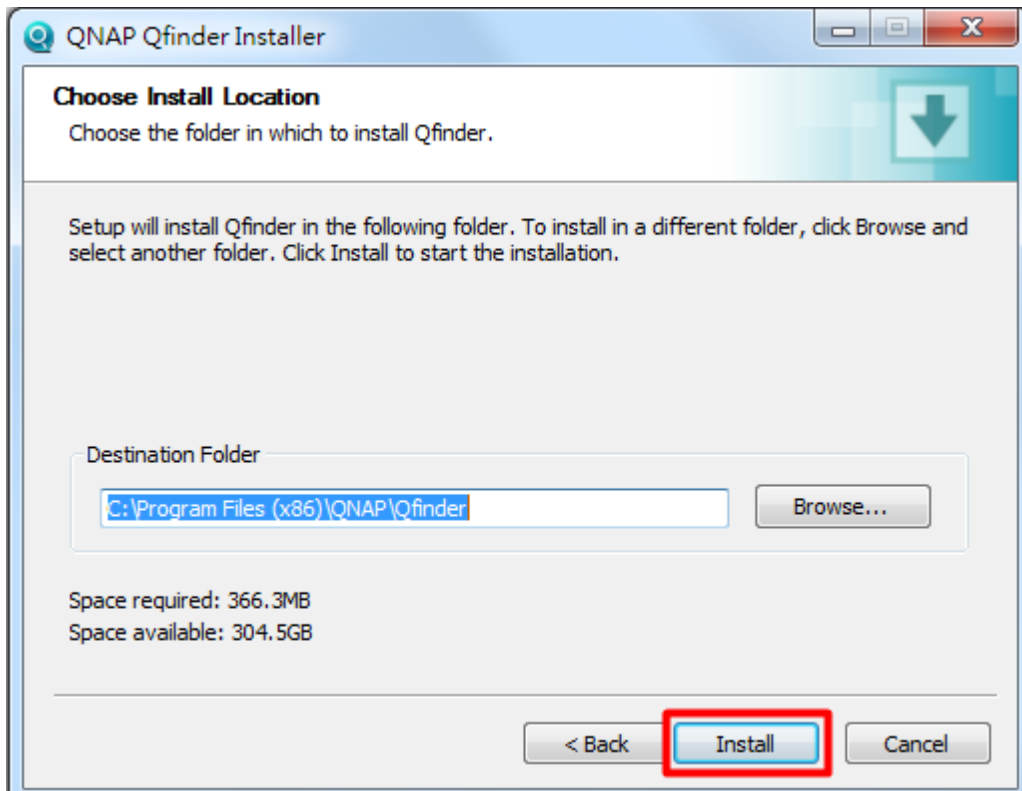 QNAP Qfinder Installer
Choose Install Location
Choose the folder in which to install Qfinder.
Setup will install Qfinder in the following folder. To install in a different folder, click Browse and
select another folder. Click Install to start the installation.
Destination Folder
C:\Program Files (x86)\QNAP\Qfinder
Browse...
Space required: 366.3MB
Space available: 304.5GB
< Back
Install
Cancel